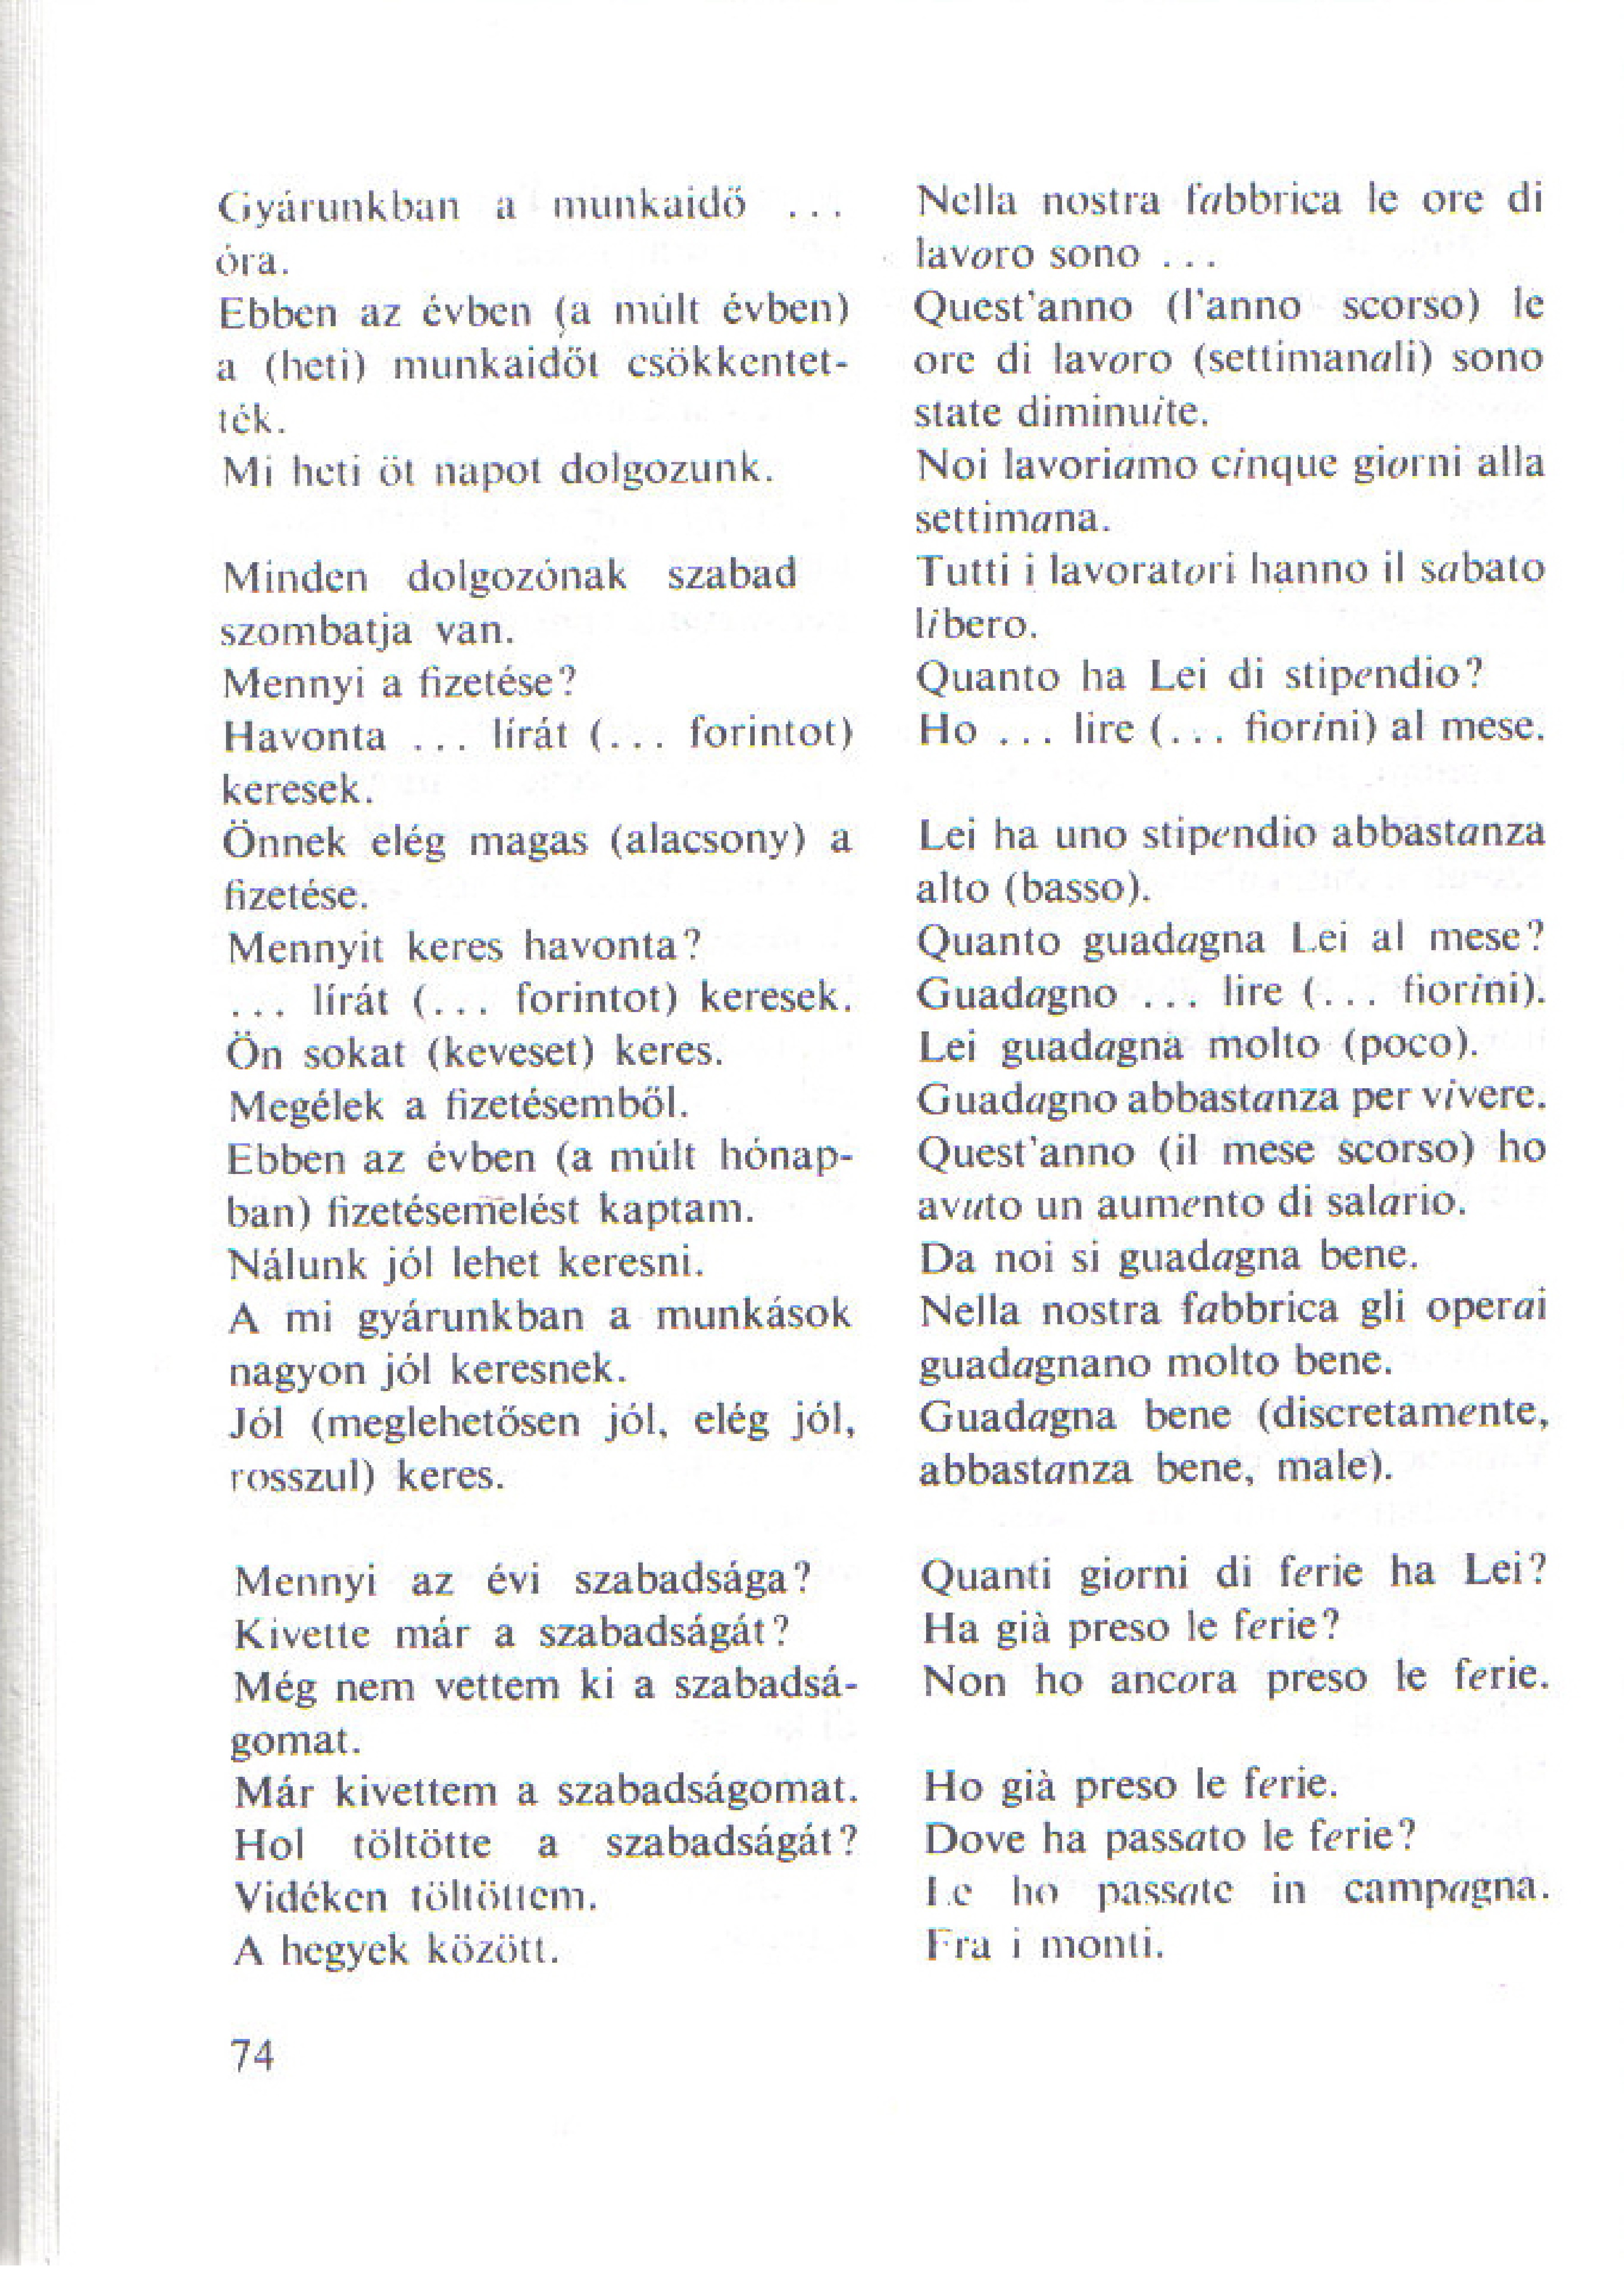 Gyárunkban a munkaidő ...
óra.
Ebben az évben (a múlt évben)
a (heti) munkaidőt csökkentet-
ték.
Mi heti öt napot dolgozunk.
Minden dolgozónak szabad
szombatja van.
Mennyi a fizetése?
Havonta ... lírát (... forintot)
keresek.
Önnek elég magas (alacsony) a
fizetése.
Mennyit keres havonta?
... lírát (... forintot) keresek.
Ön sokat (keveset) keres.
Megélek a fizetésemből.
Ebben az évben (a múlt hónap-
ban) fizetésemelést kaptam.
Nálunk jól lehet keresni.
A mi gyárunkban a munkások
nagyon jól keresnek.
Jól (meglehetősen jól, elég jól,
rosszul) keres.
Mennyi az évi szabadsága?
Kivette már a szabadságát?
Még nem vettem ki a szabadsá-
gomat.
Már kivettem a szabadságomat.
Hol töltötte a szabadságát?
Vidéken töltöttem.
A hegyek között.
Nella nostra fabbrica le ore di
lavoro sono ...
Quest'anno (l'anno scorso) le
ore di lavoro (settimanali) sono
state diminuite.
Noi lavoriamo cinque giorni alla
settimana.
Tutti i lavoratori hanno il sabato
libero.
Quanto ha Lei di stipendio?
Ho ... lire (... fiorini) al mese.
Lei ha uno stipendio abbastanza
alto (basso).
Quanto guadagna Lei al mese?
Guadagno ... lire (... fiorini).
Lei guadagna molto (poco).
Guadagno abbastanza per vivere.
Quest'anno (il mese scorso) ho
avuto un aumento di salario.
Da noi si guadagna bene.
Nella nostra fabbrica gli operai
guadagnano molto bene.
Guadagna bene (discretamente,
abbastanza bene, male).
Quanti giorni di ferie ha Lei?
Ha già preso le ferie?
Non ho ancora preso le ferie.
Ho già preso le ferie.
Dove ha passato le ferie?
Le ho passate in campagna.
Fra i monti.
74